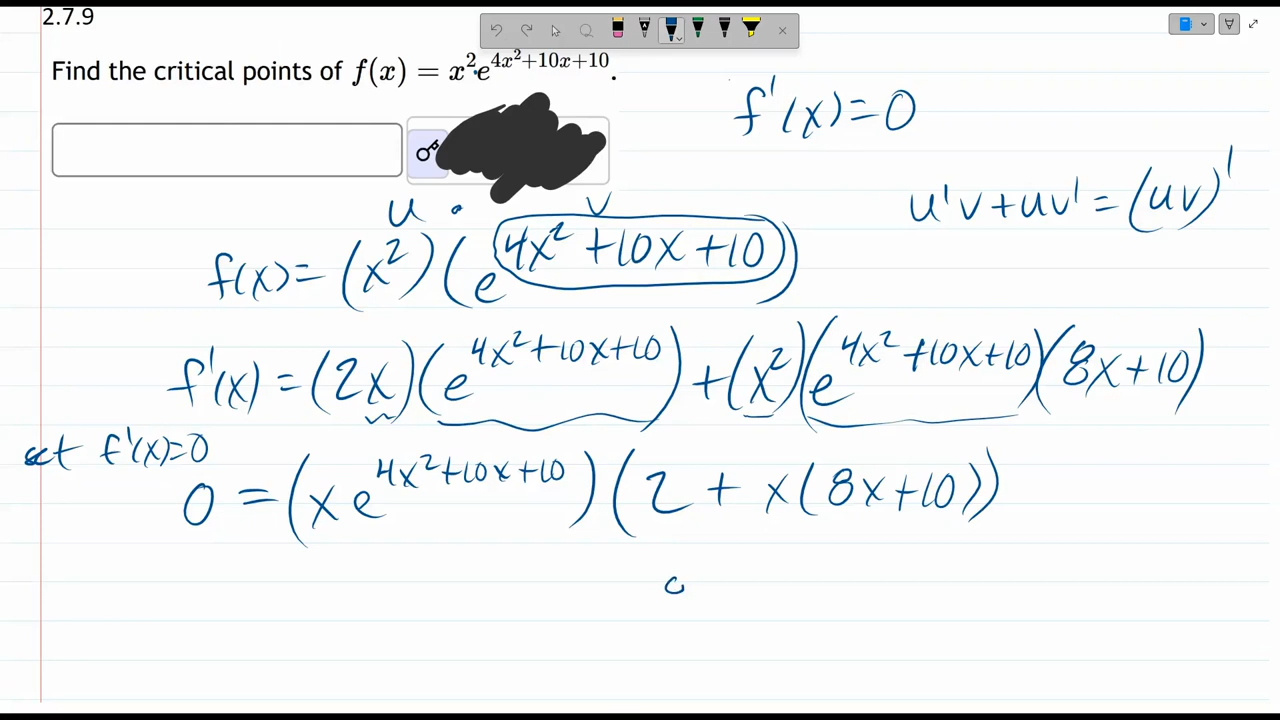 2.7.9
Find the critical points of f(x) = x²e^{4x²+10x+10}.
f'(x)=0
u'v+uv' = (uv)'
u · v
f(x)= (x²)(e^{4x²+10x+10})
f'(x) = (2x)(e^{4x²+10x+10})+(x²)(e^{4x²+10x+10})(8x+10)
set f'(x)=0
0 = (xe^{4x²+10x+10})(2 + x(8x+10))